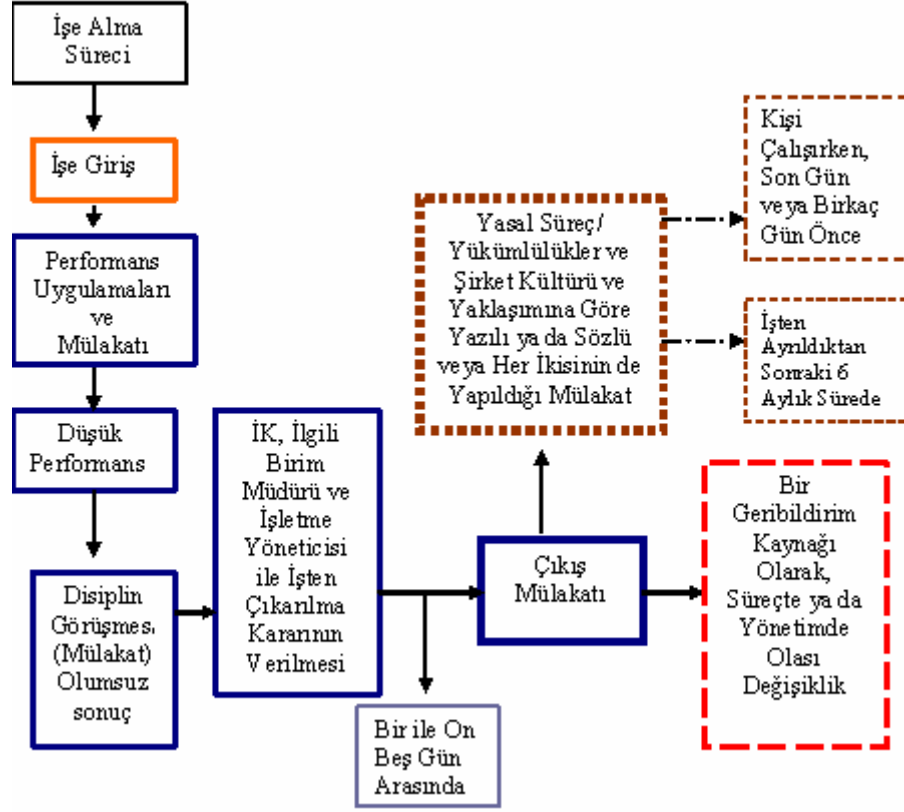 İşe Alma
Süreci
İşe Giriş
Performans
Uygulamaları
ve
Mülakatı
Düşük
Performans
Disiplin
Görüşmes.
(Mülakat)
Olumsuz
sonuç
İK, İlgili
Birim
Müdürü ve
İşletme
Yöneticisi
ile İşten
Çıkarılma
Kararının
Verilmesi
Bir ile On
Beş Gün
Arasında
Çıkış
Mülakatı
Yasal Süreç/
Yükümlülükler ve
Şirket Kültürü ve
Yaklaşımına Göre
Yazılı ya da Sözlü
veya Her İkisinin de
Yapıldığı Mülakat
Kişi
Çalışırken,
Son Gün
veya Birkaç
Gün Önce
İşten
Ayrıldıktan
Sonraki 6
Aylık Sürede
Bir
Geribildirim
Kaynağı
Olarak,
Süreçte ya da
Yönetimde
Olası
Değişiklik